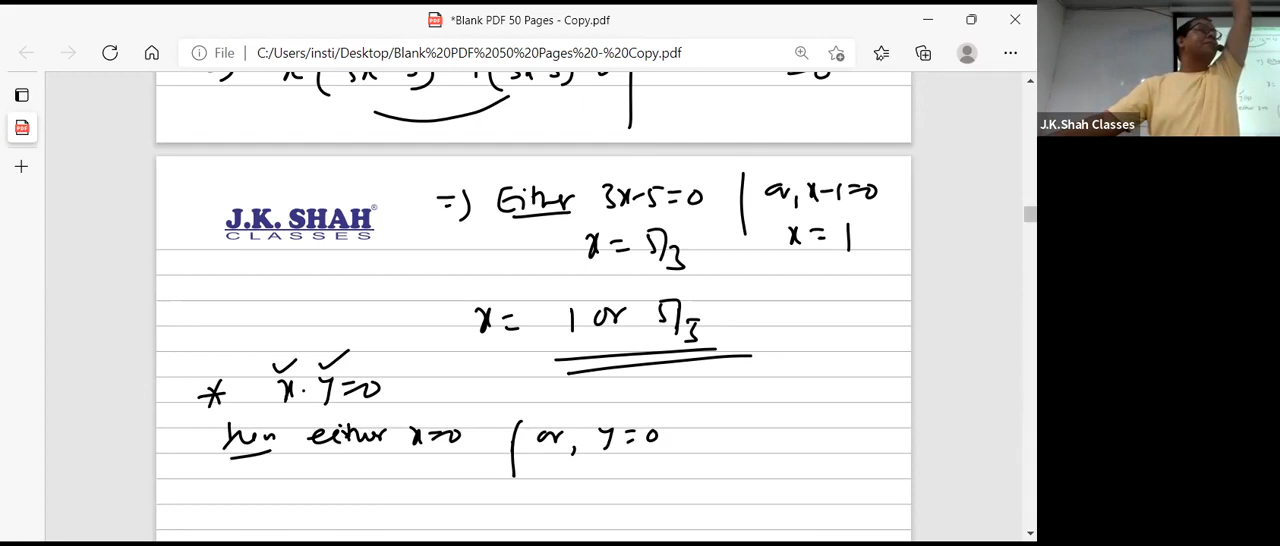 *Blank PDF 50 Pages - Copy.pdf
File C:/Users/insti/Desktop/Blank%20PDF%2050%20Pages%20-%20Copy.pdf
J.K.Shah Classes
=) Either 3x-5=0 | or, x-1=0
x = 5/3 x = 1
J.K. SHAH®
CLASSES
x = 1 or 5/3
* x . y=0
then either x=0 | or, y=0